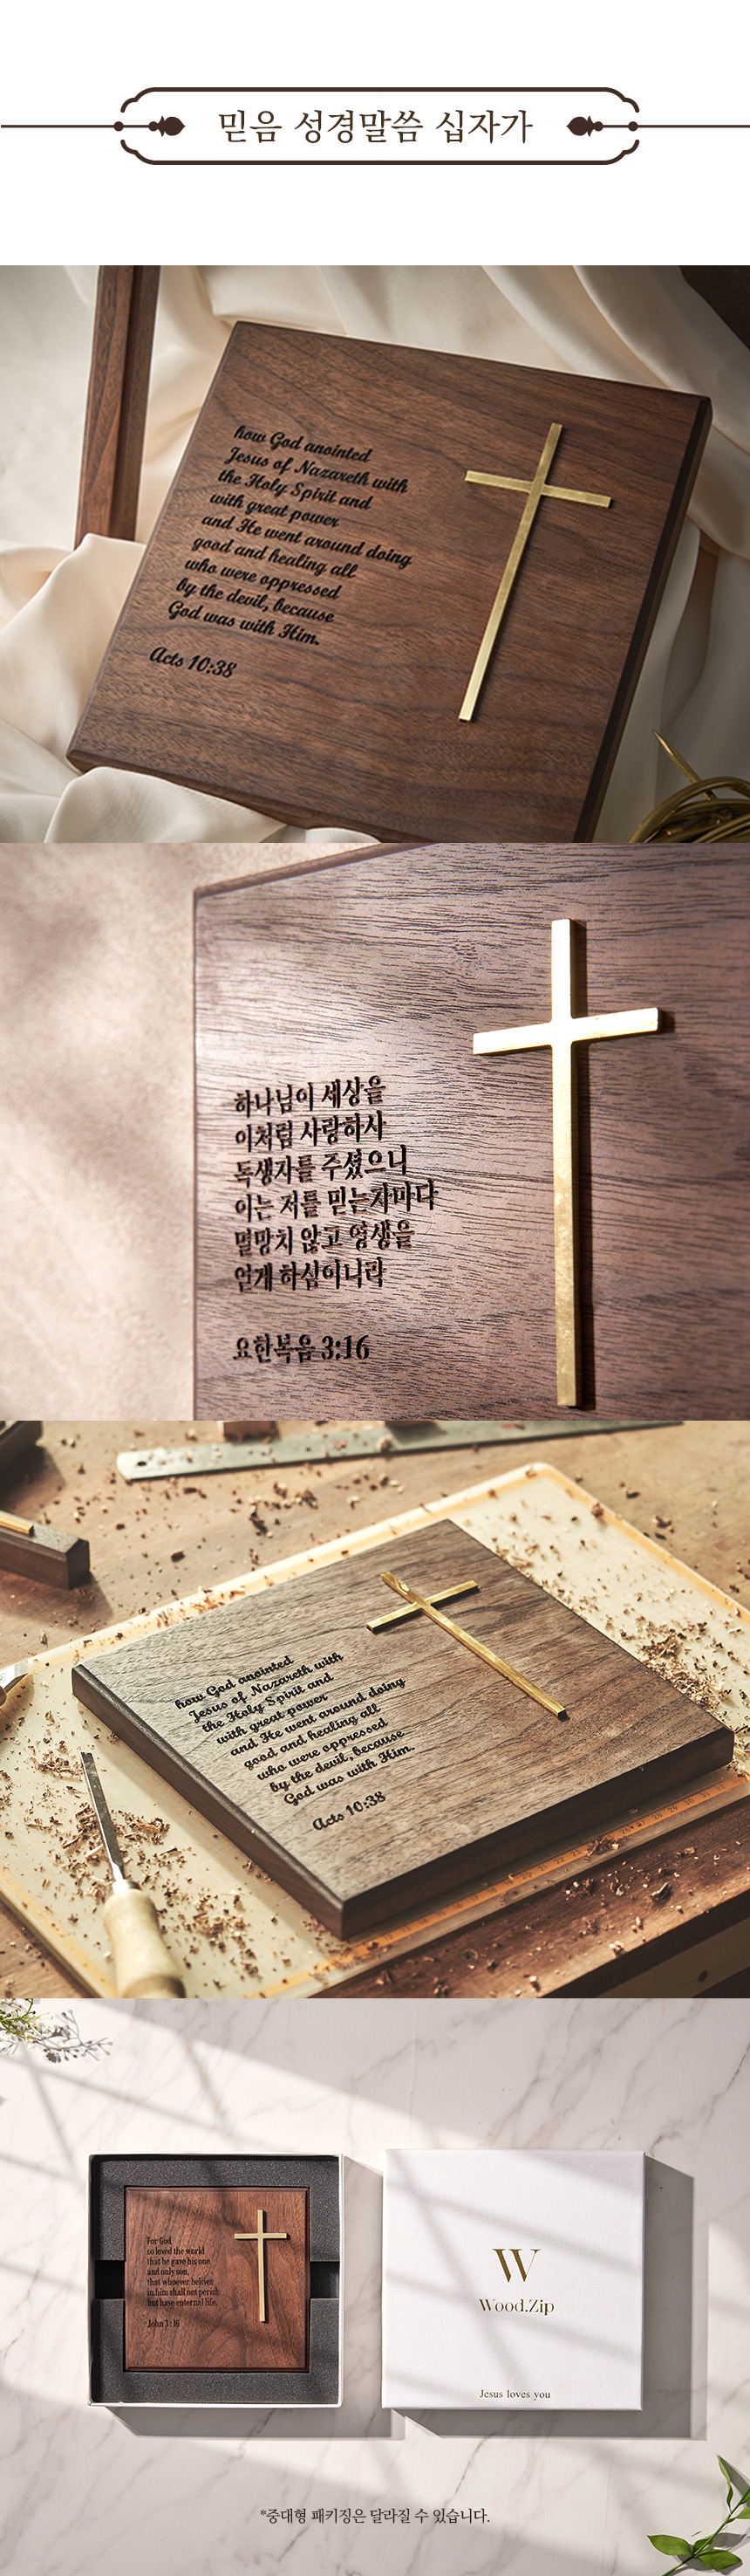 믿음 성경말씀 십자가
how God anointed
Jesus of Nazareth with
the Holy Spirit and
with great power
and He went around doing
good and healing all
who were oppressed
by the devil, because
God was with Him.
Acts 10:38
하나님이 세상을
이처럼 사랑하사
독생자를 주셨으니
이는 저를 믿는자마다
멸망치 않고 영생을
얻게 하심이니라
요한복음 3:16
how God anointed
Jesus of Nazareth with
the Holy Spirit and
with great power
and He went around doing
good and healing all
who were oppressed
by the devil, because
God was with Him.
Acts 10:38
For God
so loved the world
that he gave his one
and only son,
that whoever belives
in him shall not perish
but have enternal life.
John 3 : 16
W
Wood.Zip
Jesus loves you
*중대형 패키징은 달라질 수 있습니다.